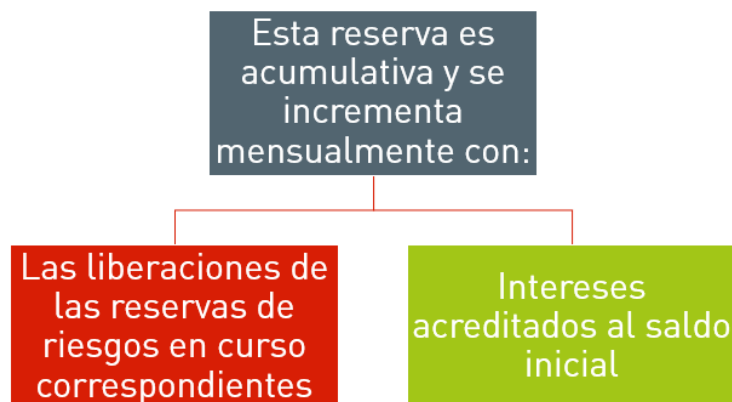 Esta reserva es
acumulativa y se
incrementa
mensualmente con:
Las liberaciones de
las reservas de
riesgos en curso
correspondientes
Intereses
acreditados al saldo
inicial